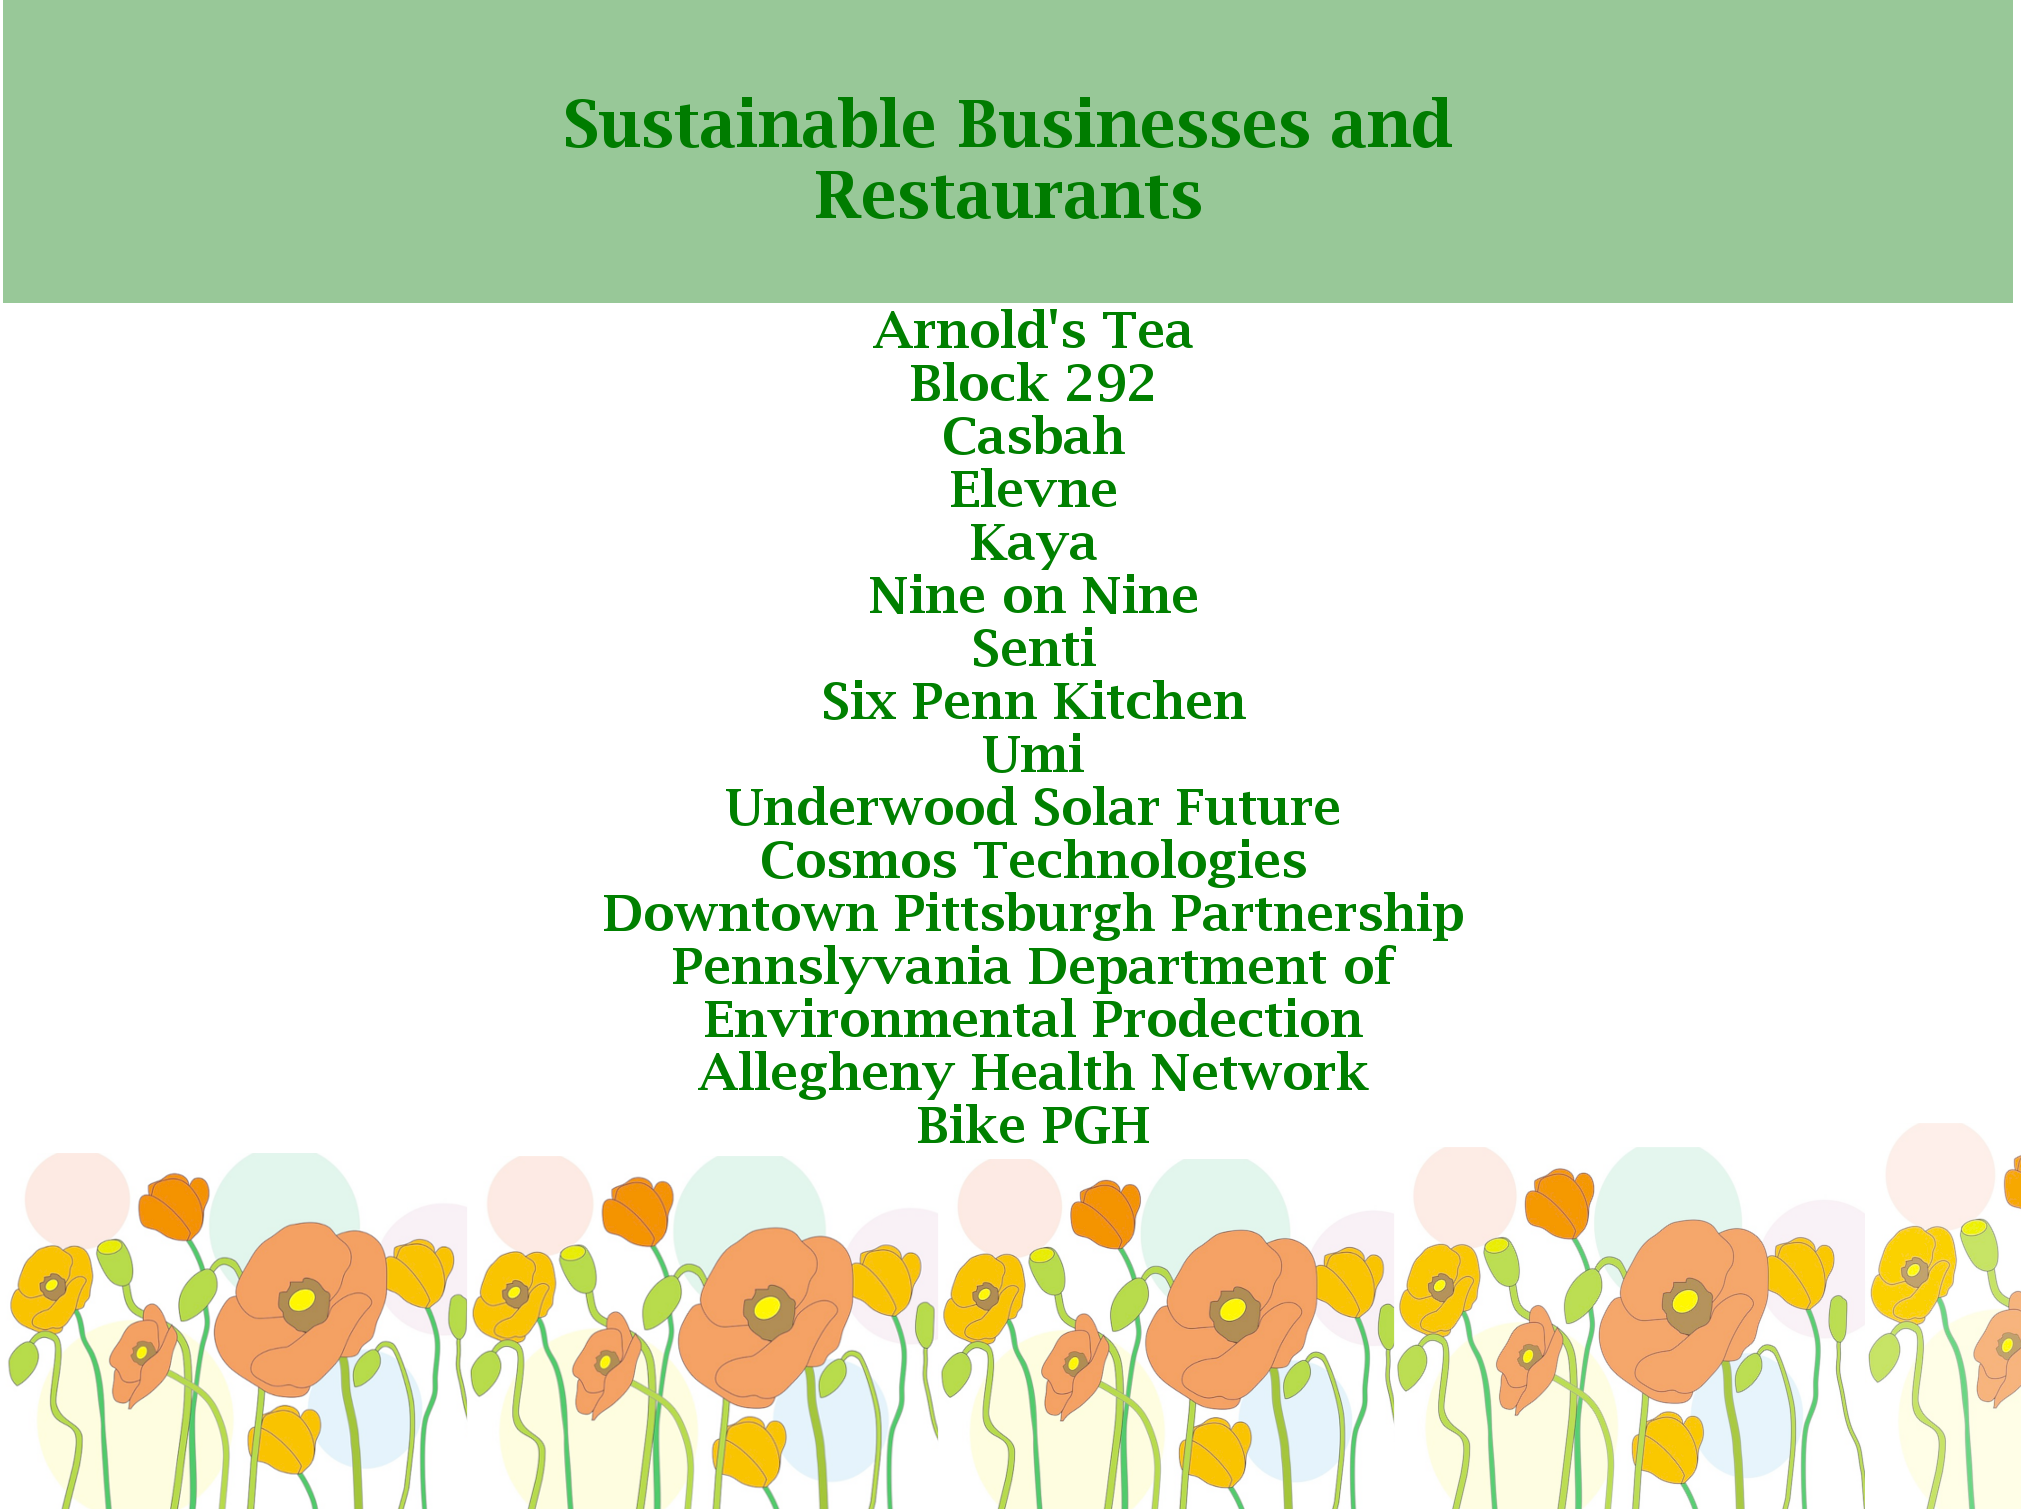 Sustainable Businesses and
Restaurants
Arnold's Tea
Block 292
Casbah
Elevne
Kaya
Nine on Nine
Senti
Six Penn Kitchen
Umi
Underwood Solar Future
Cosmos Technologies
Downtown Pittsburgh Partnership
Pennslyvania Department of
Environmental Prodection
Allegheny Health Network
Bike PGH